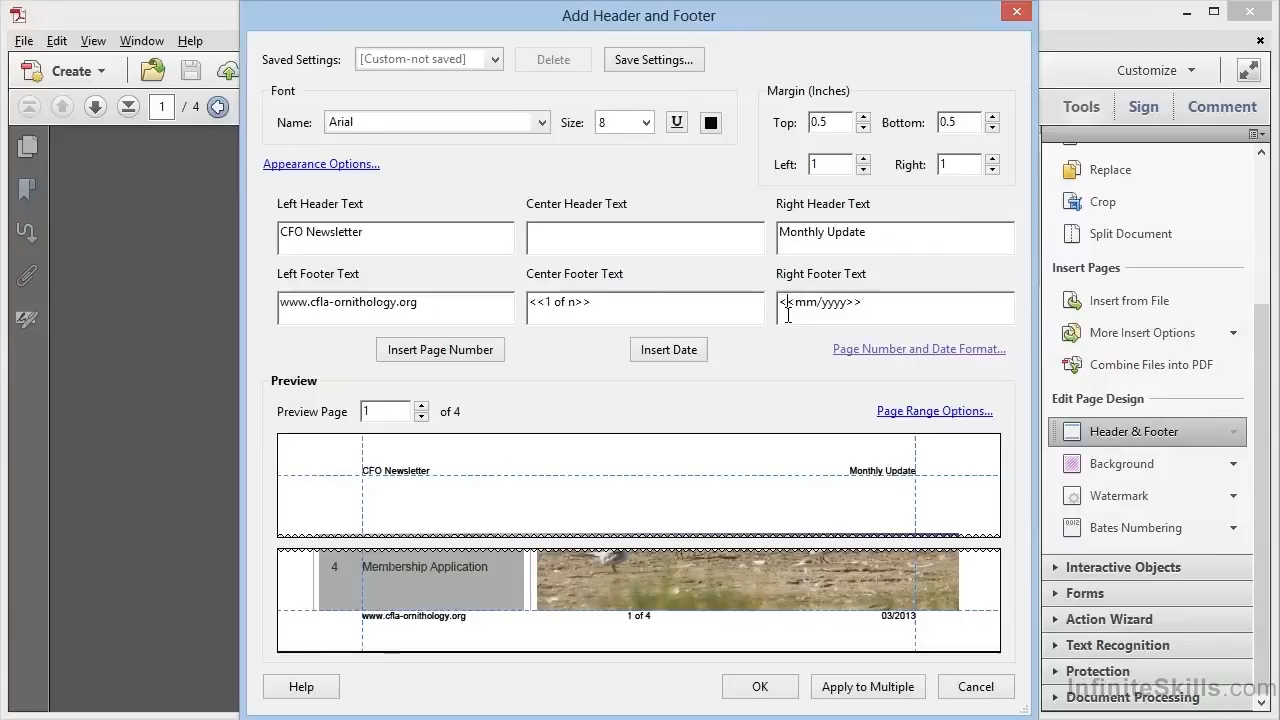 Add Header and Footer
File Edit View Window Help
Saved Settings: [Custom-not saved] Delete Save Settings...
Create
Customize
1 / 4
Tools Sign Comment
Font
Name: Arial Size: 8 U
Margin (Inches)
Top: 0.5 Bottom: 0.5
Left: 1 Right: 1
Appearance Options...
Left Header Text Center Header Text Right Header Text
CFO Newsletter Monthly Update
Left Footer Text Center Footer Text Right Footer Text
www.cfla-ornithology.org <<1 of n>> <<mm/yyyy>>
Insert Page Number Insert Date Page Number and Date Format...
Preview
Preview Page 1 of 4 Page Range Options...
CFO Newsletter Monthly Update
4 Membership Application
www.cfla-ornithology.org 1 of 4 03/2013
Help OK Apply to Multiple Cancel
Replace
Crop
Split Document
Insert Pages
Insert from File
More Insert Options
Combine Files into PDF
Edit Page Design
Header & Footer
Background
Watermark
Bates Numbering
Interactive Objects
Forms
Action Wizard
Text Recognition
Protection
Document Processing
InfiniteSkills.com